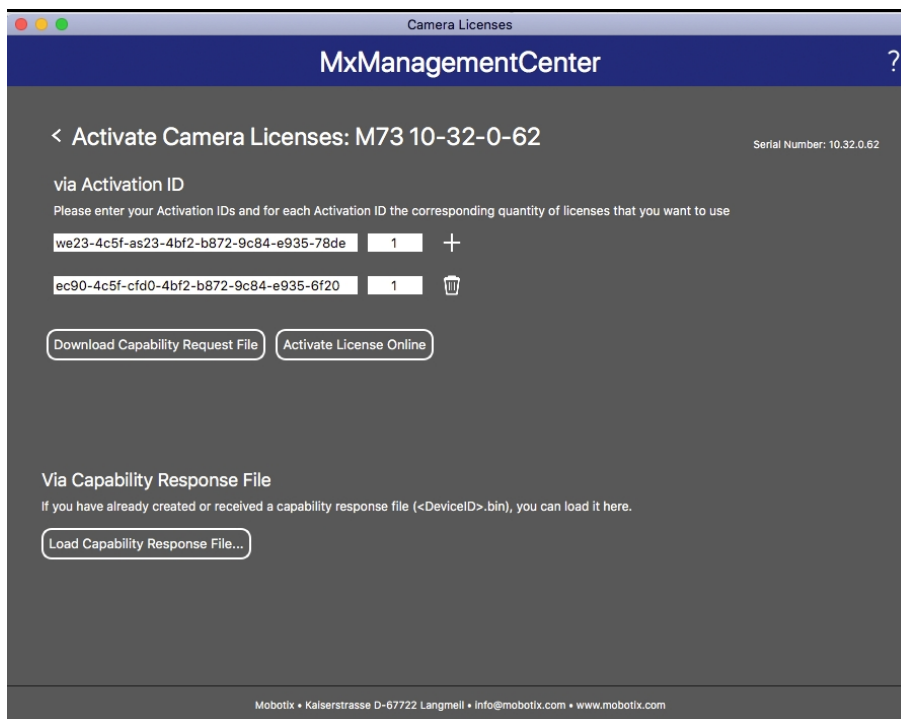 Camera Licenses
MxManagementCenter
?
< Activate Camera Licenses: M73 10-32-0-62
Serial Number: 10.32.0.62
via Activation ID
Please enter your Activation IDs and for each Activation ID the corresponding quantity of licenses that you want to use
we23-4c5f-as23-4bf2-b872-9c84-e935-78de 1 +
ec90-4c5f-cfd0-4bf2-b872-9c84-e935-6f20 1
Download Capability Request File Activate License Online
Via Capability Response File
If you have already created or received a capability response file (<DeviceID>.bin), you can load it here.
Load Capability Response File...
Mobotix • Kaiserstrasse D-67722 Langmeil • info@mobotix.com • www.mobotix.com